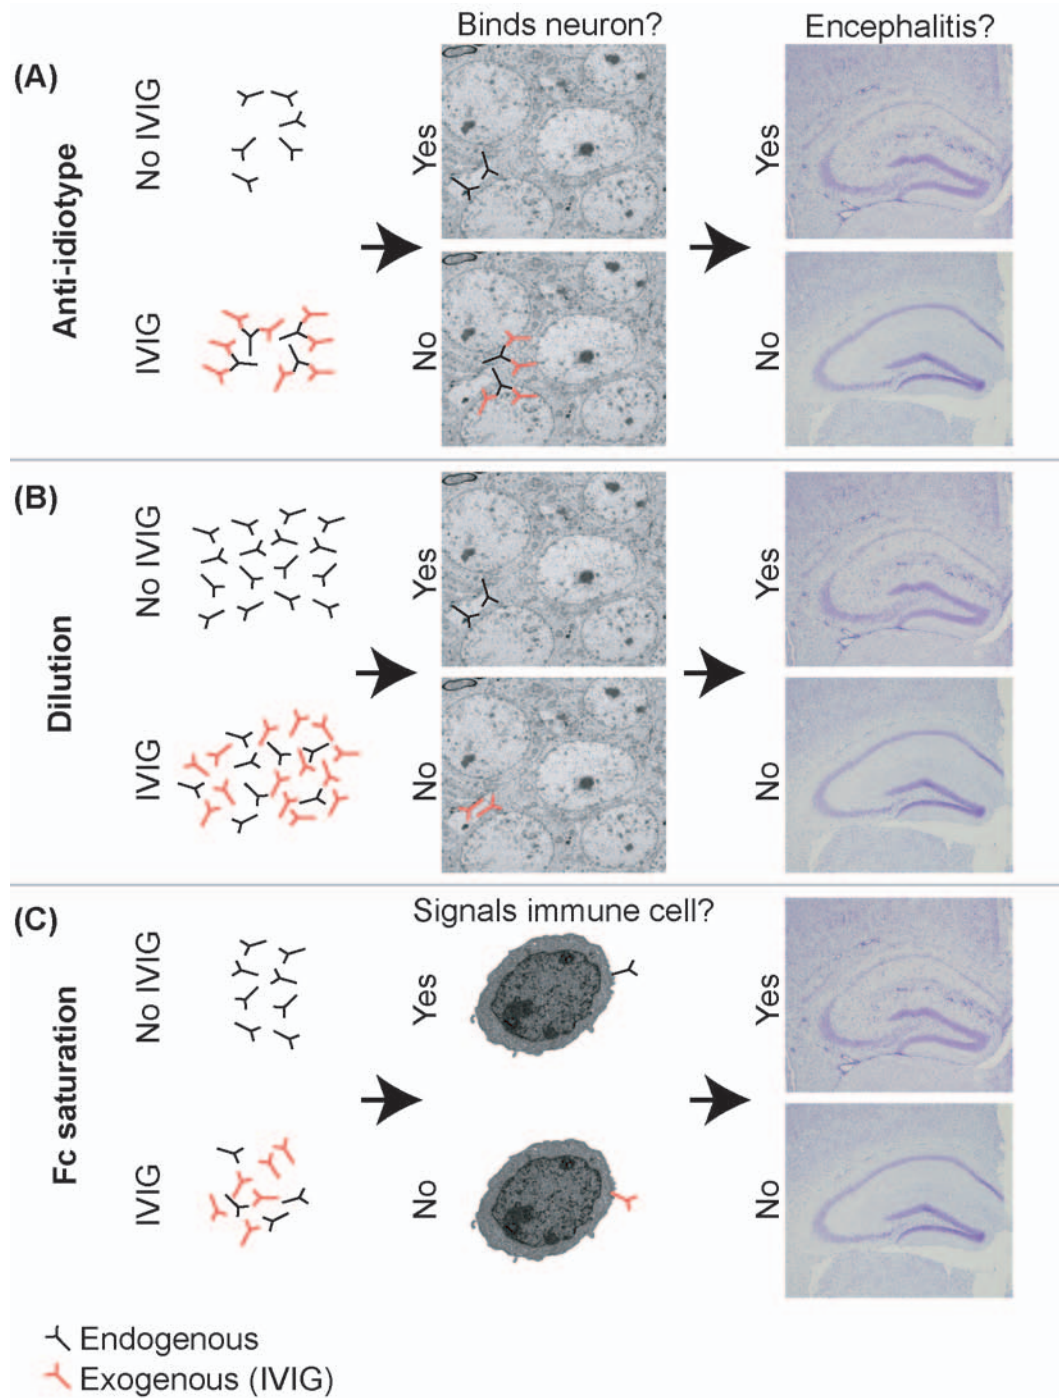 Binds neuron?
Encephalitis?
(A)
Anti-idiotype
No IVIG
Yes
Yes
IVIG
No
No
(B)
Dilution
No IVIG
Yes
Yes
IVIG
No
No
(C)
Signals immune cell?
Fc saturation
No IVIG
Yes
Yes
IVIG
No
No
Endogenous
Exogenous (IVIG)